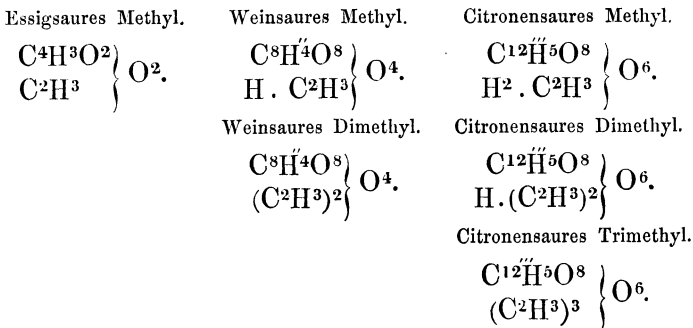 Essigsaures Methyl. Weinsaures Methyl. Citronensaures Methyl.
C⁴H³O²} O². C⁸H̋⁴O⁸} O⁴. C¹²H‴⁵O⁸} O⁶.
C²H³ H . C²H³ H² . C²H³
Weinsaures Dimethyl. Citronensaures Dimethyl.
C⁸H̋⁴O⁸} O⁴. C¹²H‴⁵O⁸} O⁶.
(C²H³)² H.(C²H³)²
Citronensaures Trimethyl.
C¹²H‴⁵O⁸} O⁶.
(C²H³)³